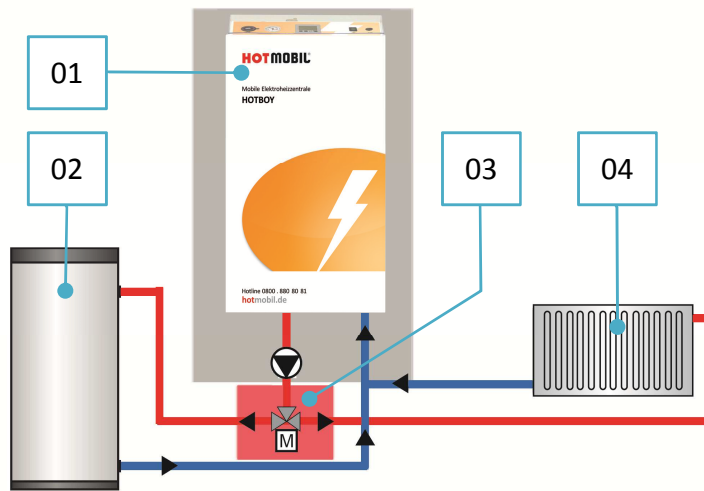 HOTMOBIL®
01
Mobile Elektroheizzentrale
HOTBOY
02
03
04
Hotline 0800 . 880 80 81
hotmobil.de
M